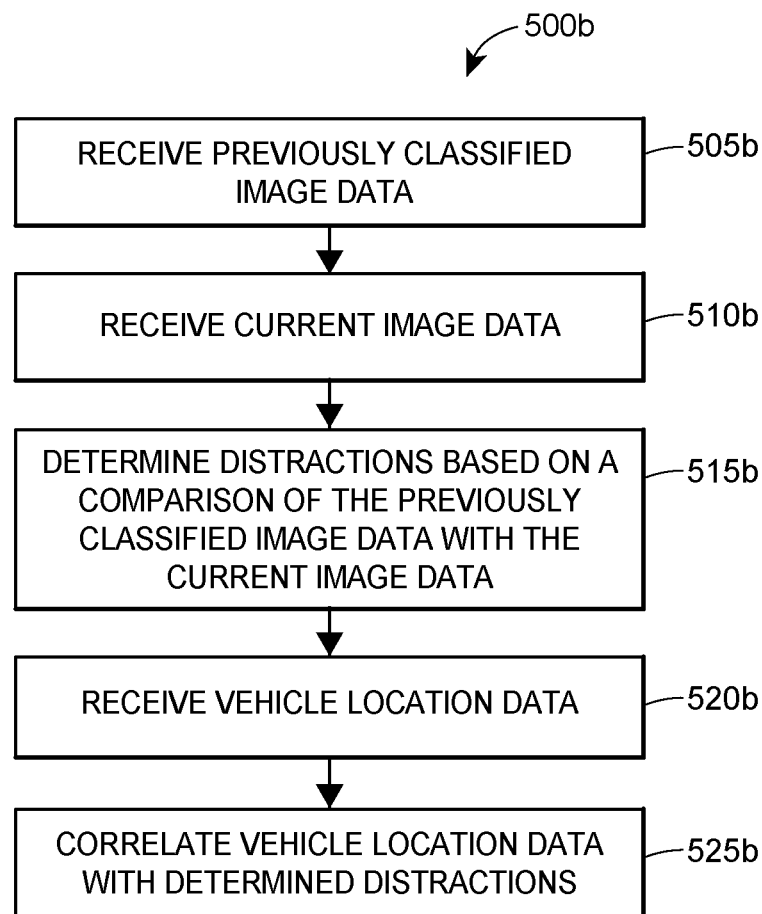 500b
RECEIVE PREVIOUSLY CLASSIFIED
IMAGE DATA
505b
RECEIVE CURRENT IMAGE DATA
510b
DETERMINE DISTRACTIONS BASED ON A
COMPARISON OF THE PREVIOUSLY
CLASSIFIED IMAGE DATA WITH THE
CURRENT IMAGE DATA
515b
RECEIVE VEHICLE LOCATION DATA
520b
CORRELATE VEHICLE LOCATION DATA
WITH DETERMINED DISTRACTIONS
525b